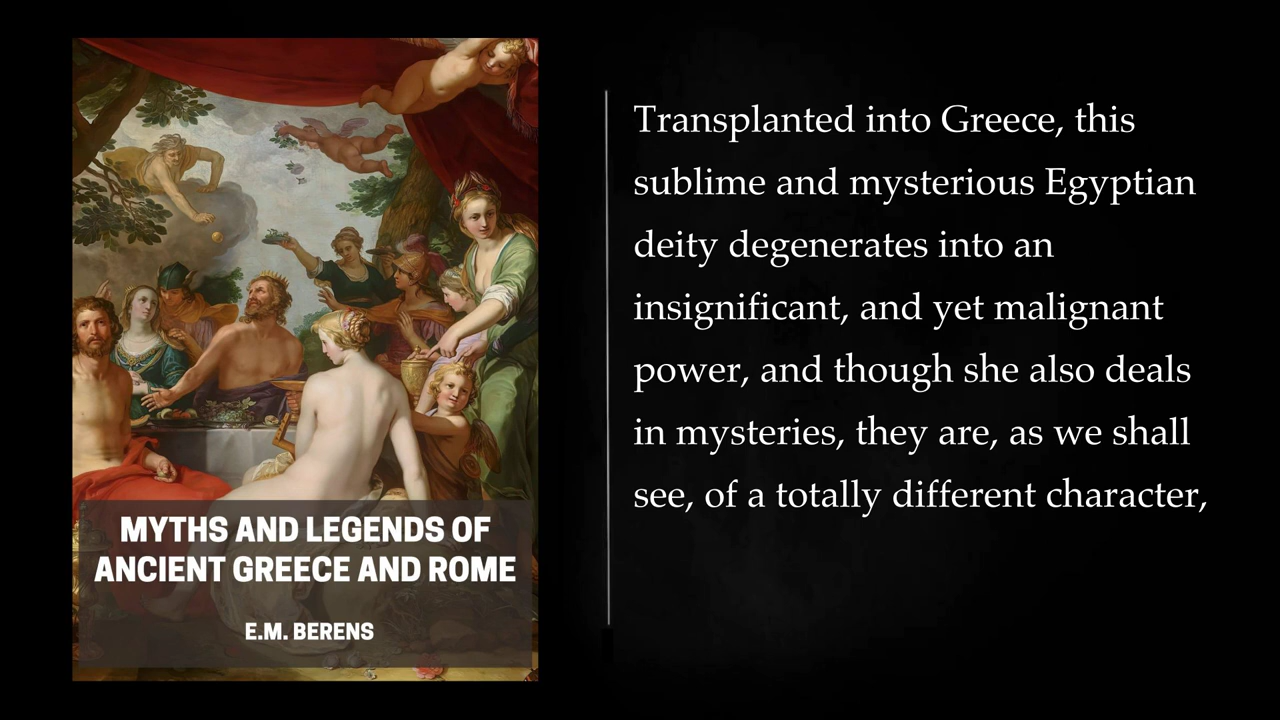 MYTHS AND LEGENDS OF
ANCIENT GREECE AND ROME
E.M. BERENS
Transplanted into Greece, this
sublime and mysterious Egyptian
deity degenerates into an
insignificant, and yet malignant
power, and though she also deals
in mysteries, they are, as we shall
see, of a totally different character,